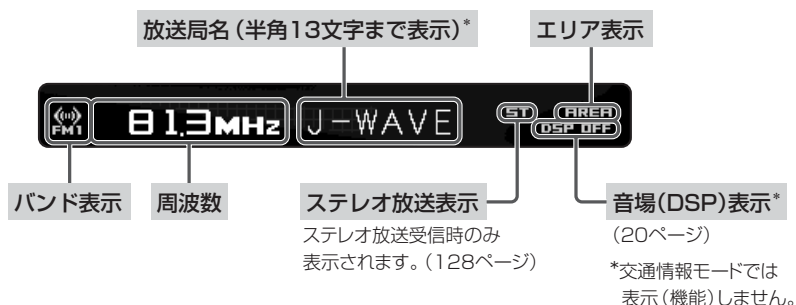 放送局名（半角13文字まで表示）*
エリア表示
FM1
81.3MHz
J-WAVE
ST
AREA
DSP OFF
バンド表示
周波数
ステレオ放送表示
ステレオ放送受信時のみ
表示されます。（128ページ）
音場（DSP）表示*
（20ページ）
*交通情報モードでは
表示（機能）しません。